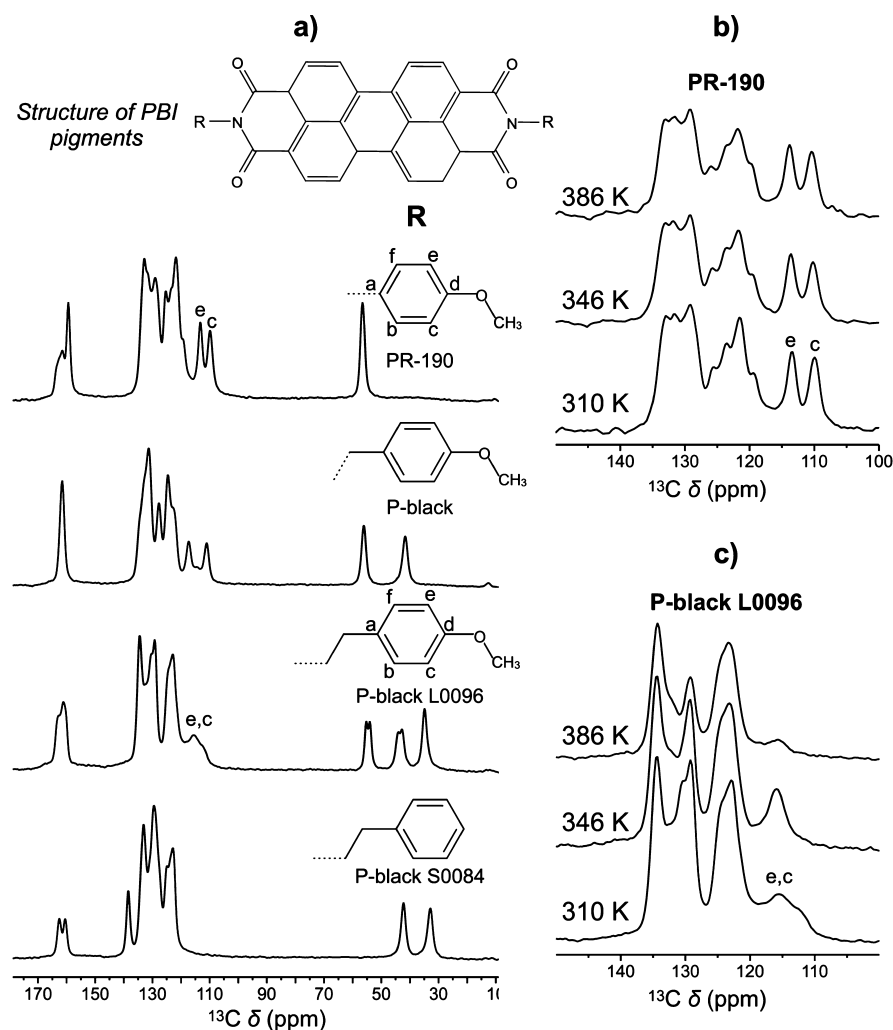 a)
Structure of PBI
pigments
O
O
R
N
N
R
O
O
R
f
e
a
d
b
c
O
CH3
PR-190
e
c
O
CH3
P-black
f
e
a
d
b
c
O
CH3
P-black L0096
e,c
P-black S0084
170 150 130 110 90 70 50 30 10
13C δ (ppm)
b)
PR-190
386 K
346 K
310 K
e
c
140 130 120 110 100
13C δ (ppm)
c)
P-black L0096
386 K
346 K
310 K
e,c
140 130 120 110
13C δ (ppm)